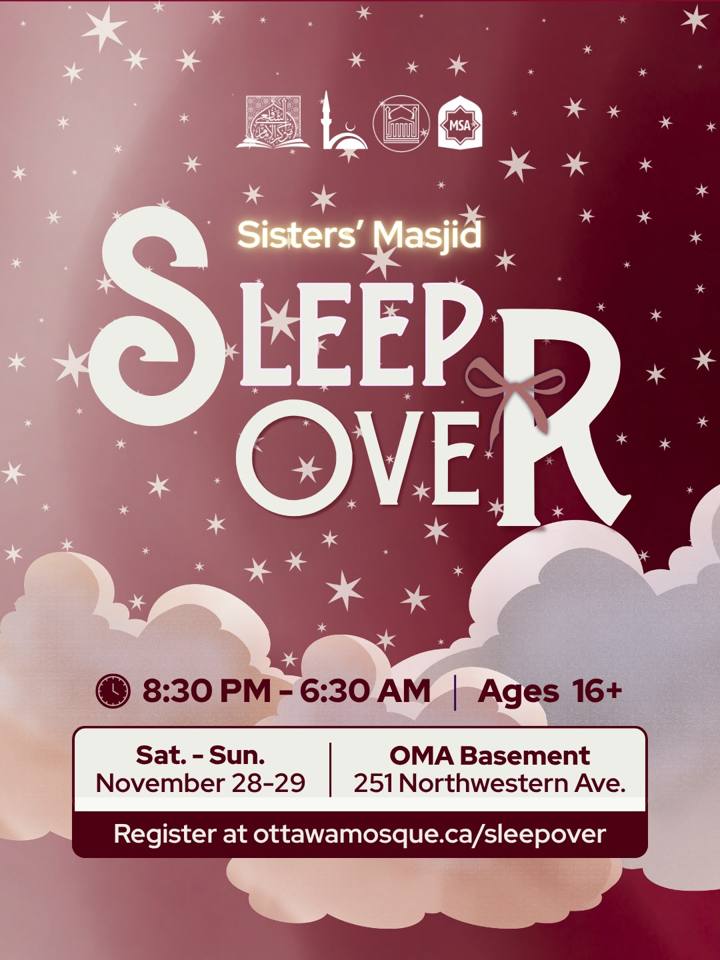 MSA
Sisters’ Masjid
SLEEP
OVER
8:30 PM - 6:30 AM | Ages 16+
Sat. - Sun.
November 28-29
OMA Basement
251 Northwestern Ave.
Register at ottawamosque.ca/sleepover